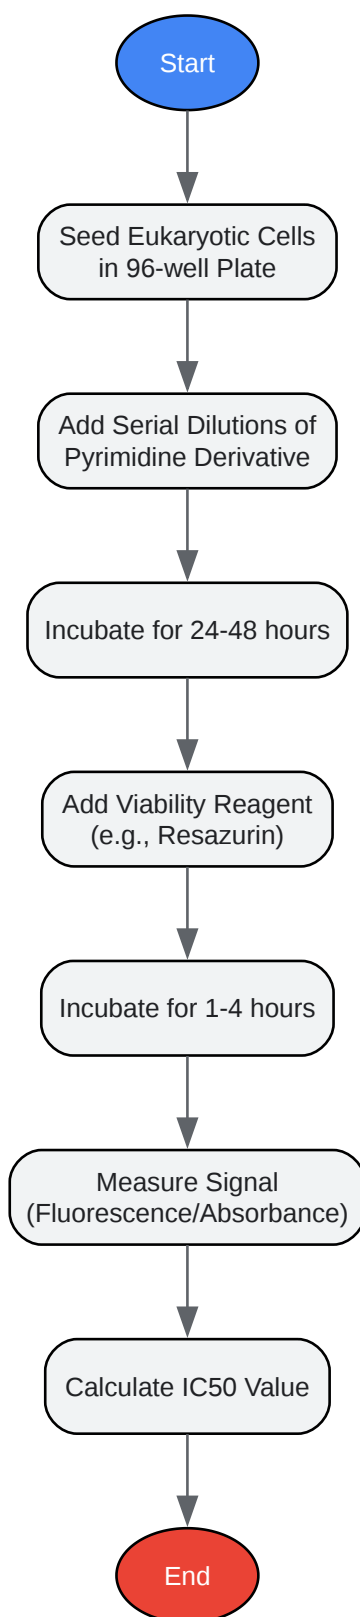 Start
Seed Eukaryotic Cells
in 96-well Plate
Add Serial Dilutions of
Pyrimidine Derivative
Incubate for 24-48 hours
Add Viability Reagent
(e.g., Resazurin)
Incubate for 1-4 hours
Measure Signal
(Fluorescence/Absorbance)
Calculate IC50 Value
End